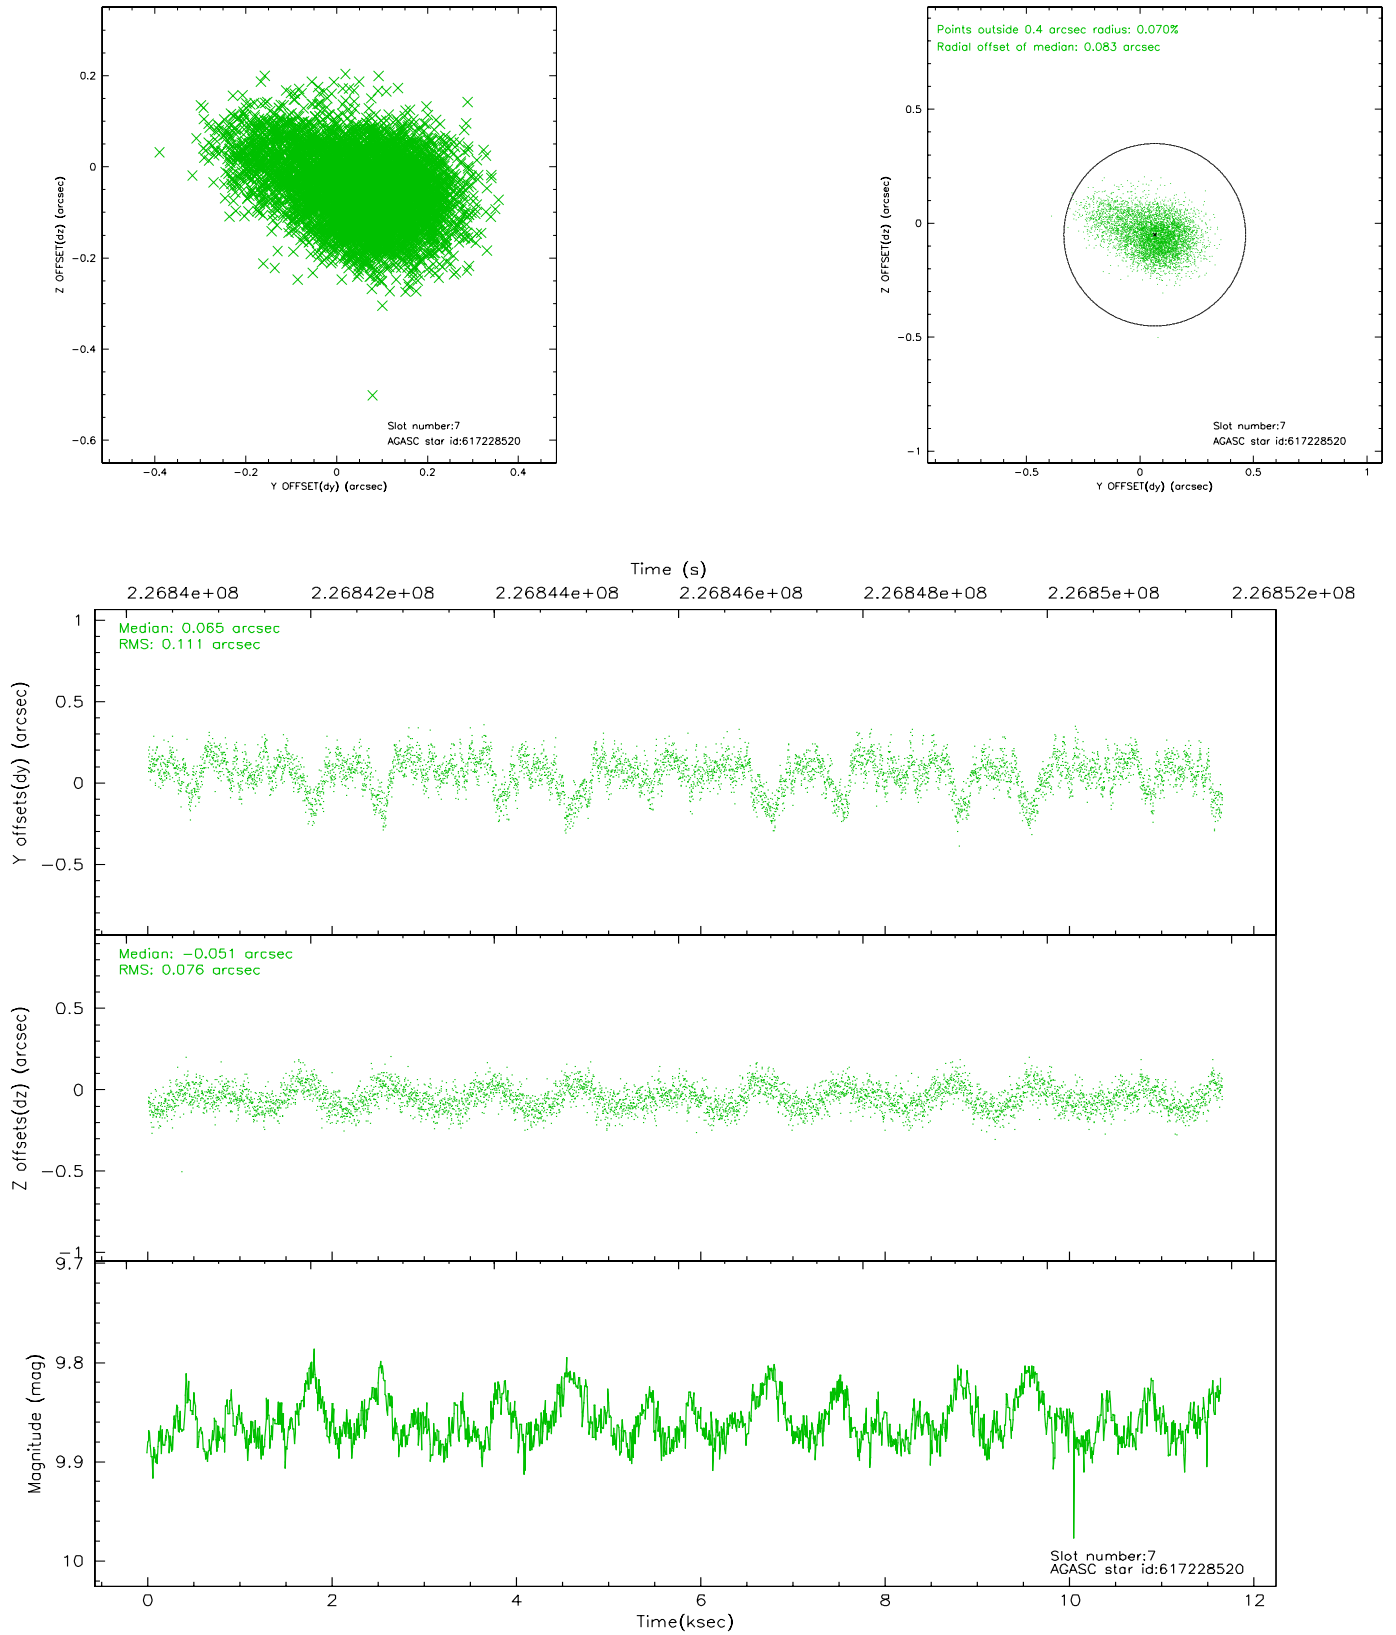 0.2
0
−0.2
−0.4
−0.6
Z OFFSET(dz) (arcsec)
Slot number:7
AGASC star id:617228520
−0.4 −0.2 0 0.2 0.4
Y OFFSET(dy) (arcsec)
Points outside 0.4 arcsec radius: 0.070%
Radial offset of median: 0.083 arcsec
0.5
0
−0.5
−1
Z OFFSET(dz) (arcsec)
Slot number:7
AGASC star id:617228520
−0.5 0 0.5 1
Y OFFSET(dy) (arcsec)
Time (s)
2.2684e+08 2.26842e+08 2.26844e+08 2.26846e+08 2.26848e+08 2.2685e+08 2.26852e+08
Median: 0.065 arcsec
RMS: 0.111 arcsec
1
0.5
0
−0.5
Y offsets(dy) (arcsec)
Median: −0.051 arcsec
RMS: 0.076 arcsec
0.5
0
−0.5
−1
Z offsets(dz) (arcsec)
9.7
9.8
9.9
10
Magnitude (mag)
Slot number:7
AGASC star id:617228520
0 2 4 6 8 10 12
Time(ksec)